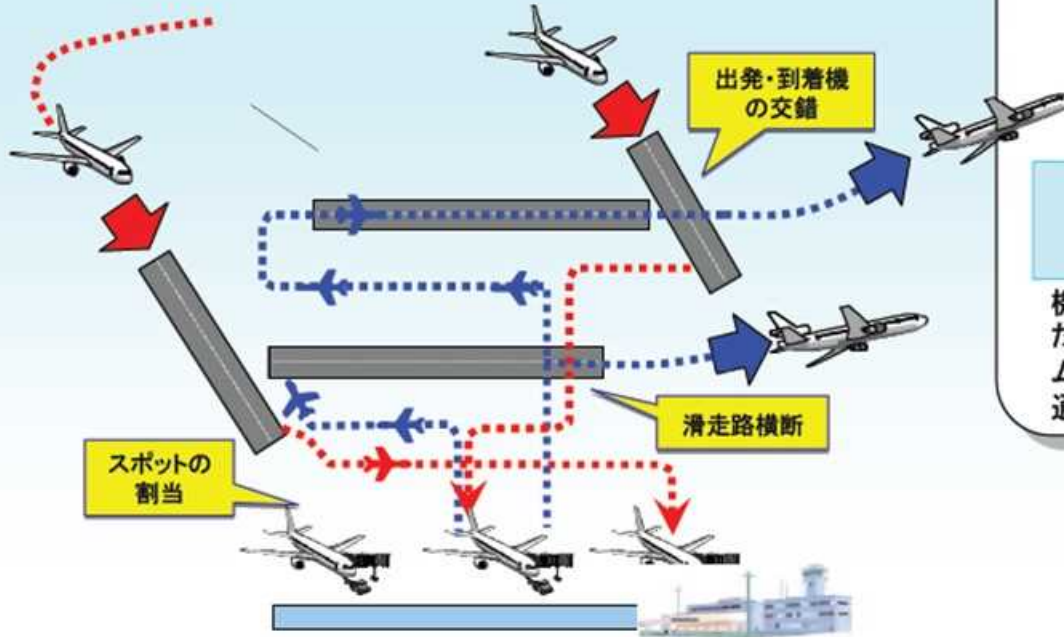 出発・到着機
の交錯
滑走路横断
スポットの
割当